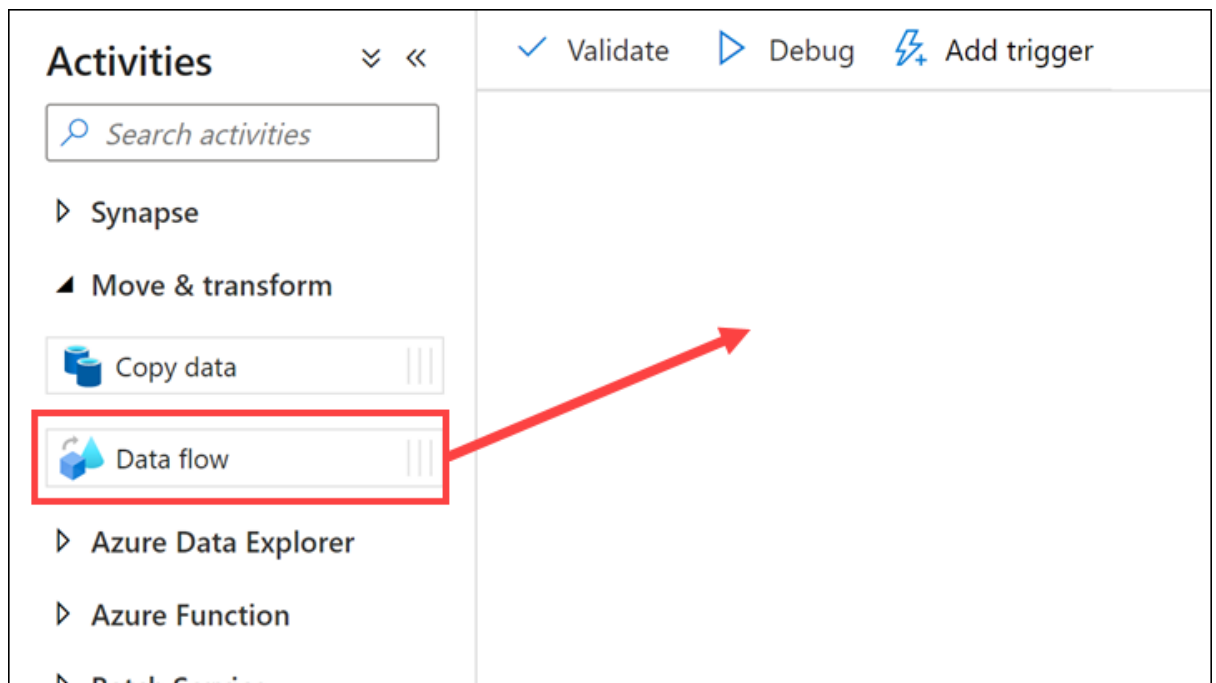 Activities
Validate
Debug
Add trigger
Search activities
Synapse
Move & transform
Copy data
Data flow
Azure Data Explorer
Azure Function